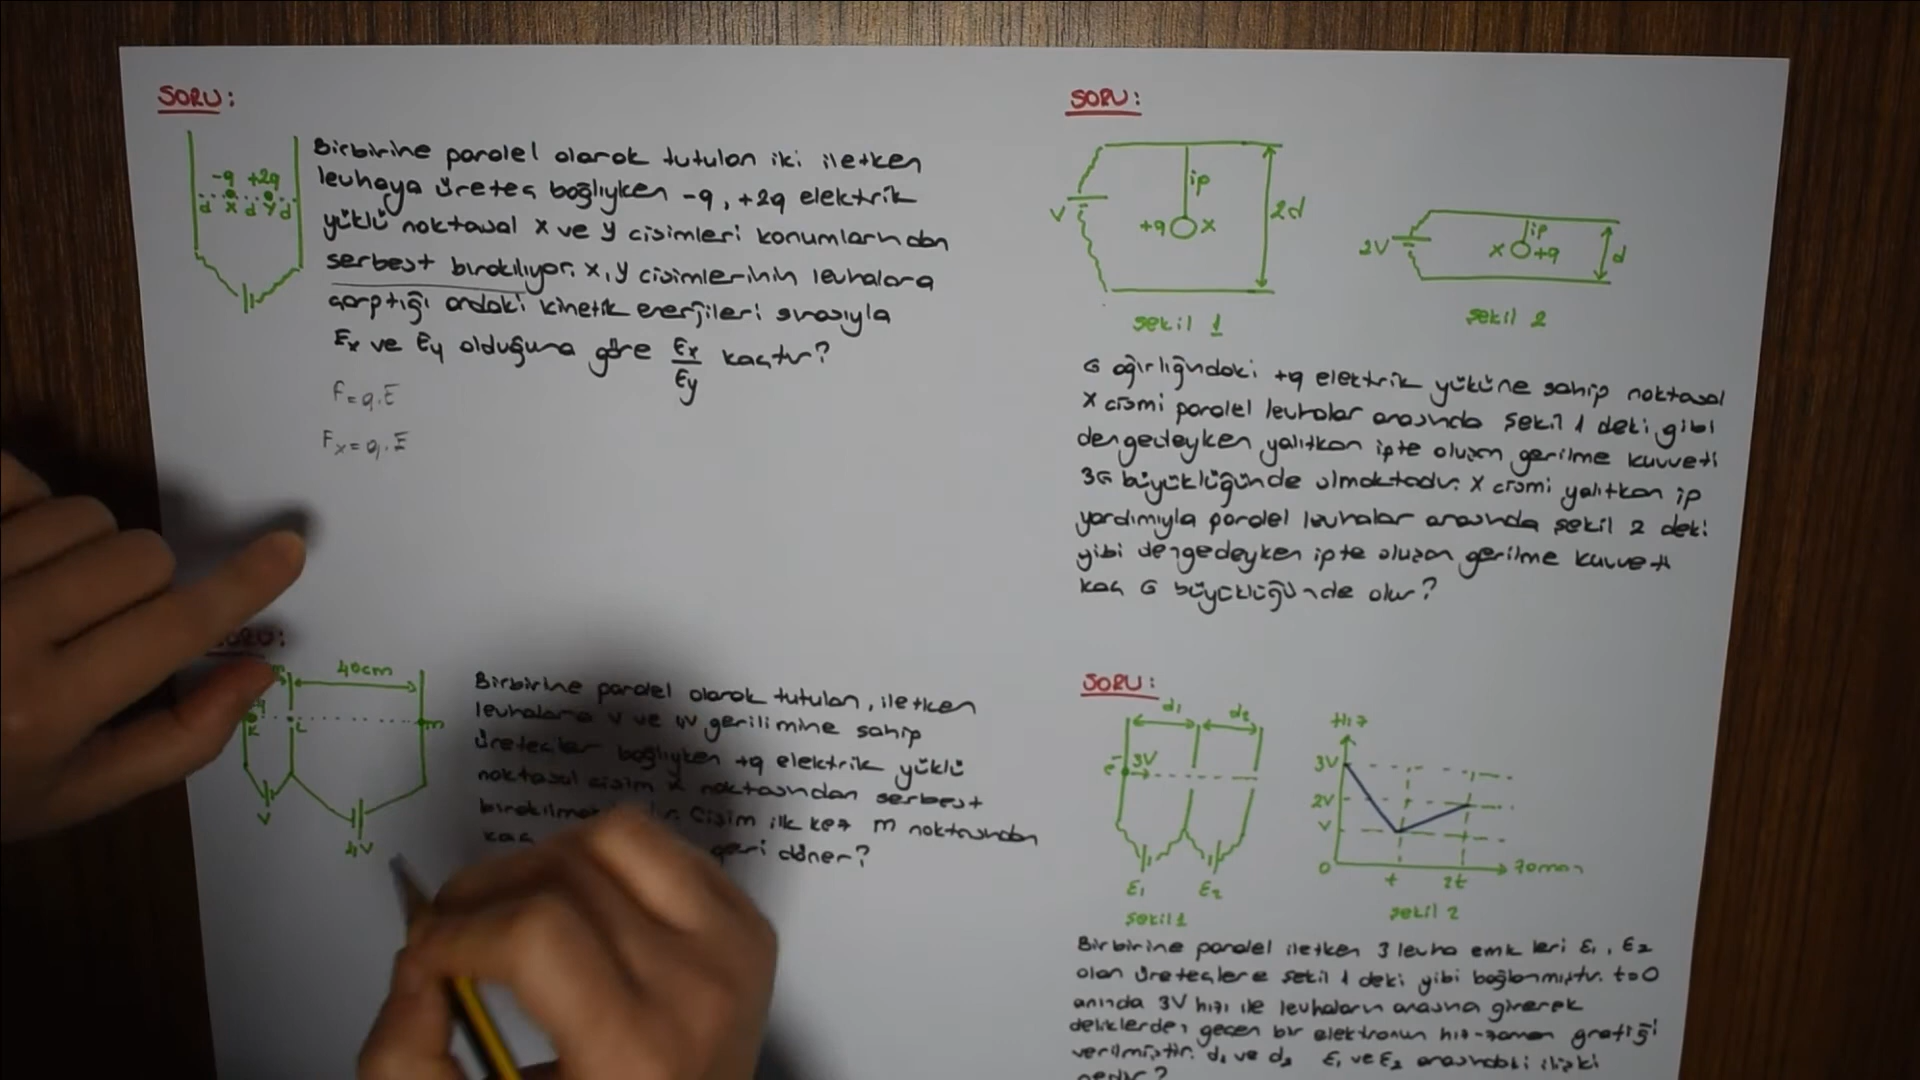 SORU:
-q +2q
d x d y d
Birbirine paralel olarak tutulan iki iletken
levhaya üreteç bağlıyken -q, +2q elektrik
yüklü noktasal x ve y cisimleri konumlarından
serbest bırakılıyor. x, y cisimlerinin levhalara
çarptığı andaki kinetik enerjileri sırasıyla
Ex ve Ey olduğuna göre Ex/Ey kaçtır?
F=q.E
Fx=q.E
SORU:
ip
+q x
2d
V
şekil 1
2V
ip
x +q
d
şekil 2
G ağırlığındaki +q elektrik yüküne sahip noktasal
X cismi paralel levhalar arasında şekil 1 deki gibi
dengedeyken yalıtkan ipte oluşan gerilme kuvveti
3G büyüklüğünde olmaktadır. X cismi yalıtkan ip
yardımıyla paralel levhalar arasında şekil 2 deki
gibi dengedeyken ipte oluşan gerilme kuvveti
kaç G büyüklüğünde olur?
40cm
K L m
V
4V
Birbirine paralel olarak tutulan, iletken
levhalara V ve 4V gerilimine sahip
üreteçler bağlıyken +q elektrik yüklü
noktasal cisim K noktasından serbest
cisim ilk kez m noktasından
kaç geri döner?
SORU:
d1 d2
e- 3V
E1 E2
şekil 1
Hız
3V
2V
V
0 t 2t zaman
şekil 2
Birbirine paralel iletken 3 levha emk leri E1, E2
olan üreteçlere şekil 1 deki gibi bağlanmıştır. t=0
anında 3V hızı ile levhaların arasına girerek
deliklerden geçen bir elektronun hız-zaman grafiği
verilmiştir. d1 ve d2 E1 ve E2 arasındaki ilişki
nedir?